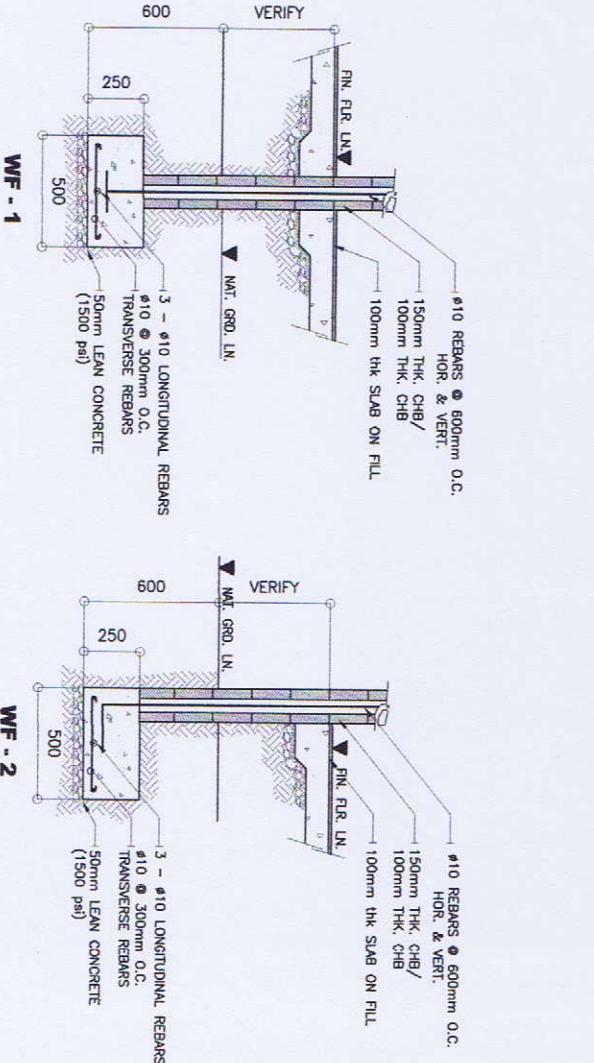 600
VERIFY
250
FIN. FLR. LN.
500
NAT. GRD. LN.
ø10 REBARS @ 600mm O.C.
HOR. & VERT.
150mm THK. CHB/
100mm THK. CHB
100mm thk SLAB ON FILL
3 - ø10 LONGITUDINAL REBARS
ø10 @ 300mm O.C.
TRANSVERSE REBARS
50mm LEAN CONCRETE
(1500 psi)
WF - 1
600
VERIFY
250
NAT. GRD. LN.
500
FIN. FLR. LN.
ø10 REBARS @ 600mm O.C.
HOR. & VERT.
150mm THK. CHB/
100mm THK. CHB
100mm thk SLAB ON FILL
3 - ø10 LONGITUDINAL REBARS
ø10 @ 300mm O.C.
TRANSVERSE REBARS
50mm LEAN CONCRETE
(1500 psi)
WF - 2